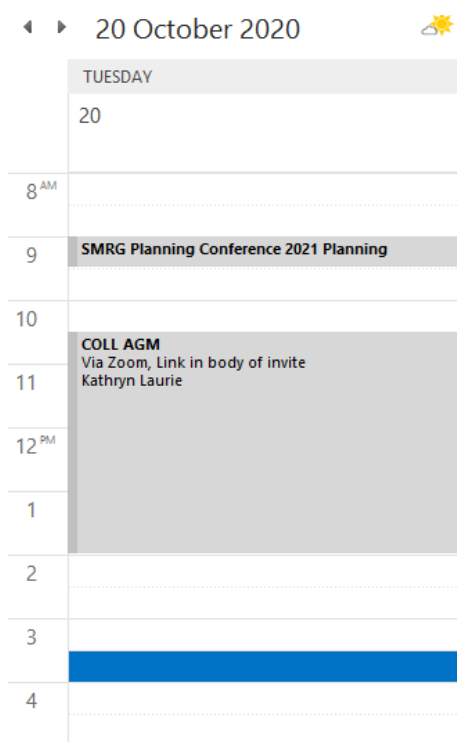 20 October 2020
TUESDAY
20
8 AM
9
SMRG Planning Conference 2021 Planning
10
COLL AGM
Via Zoom, Link in body of invite
Kathryn Laurie
11
12 PM
1
2
3
4